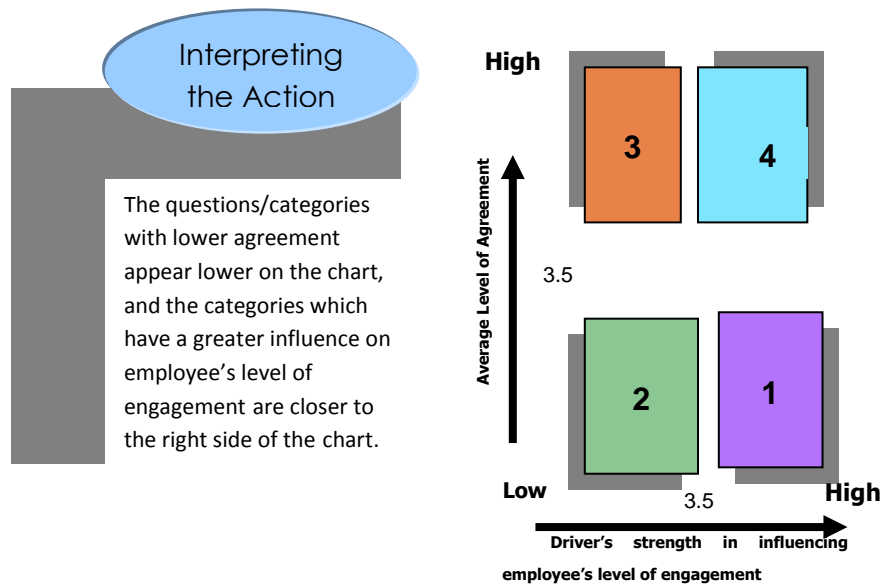 Interpreting
the Action
The questions/categories
with lower agreement
appear lower on the chart,
and the categories which
have a greater influence on
employee’s level of
engagement are closer to
the right side of the chart.
High
3
4
Average Level of Agreement
3.5
2
1
Low
3.5
High
Driver’s strength in influencing
employee’s level of engagement